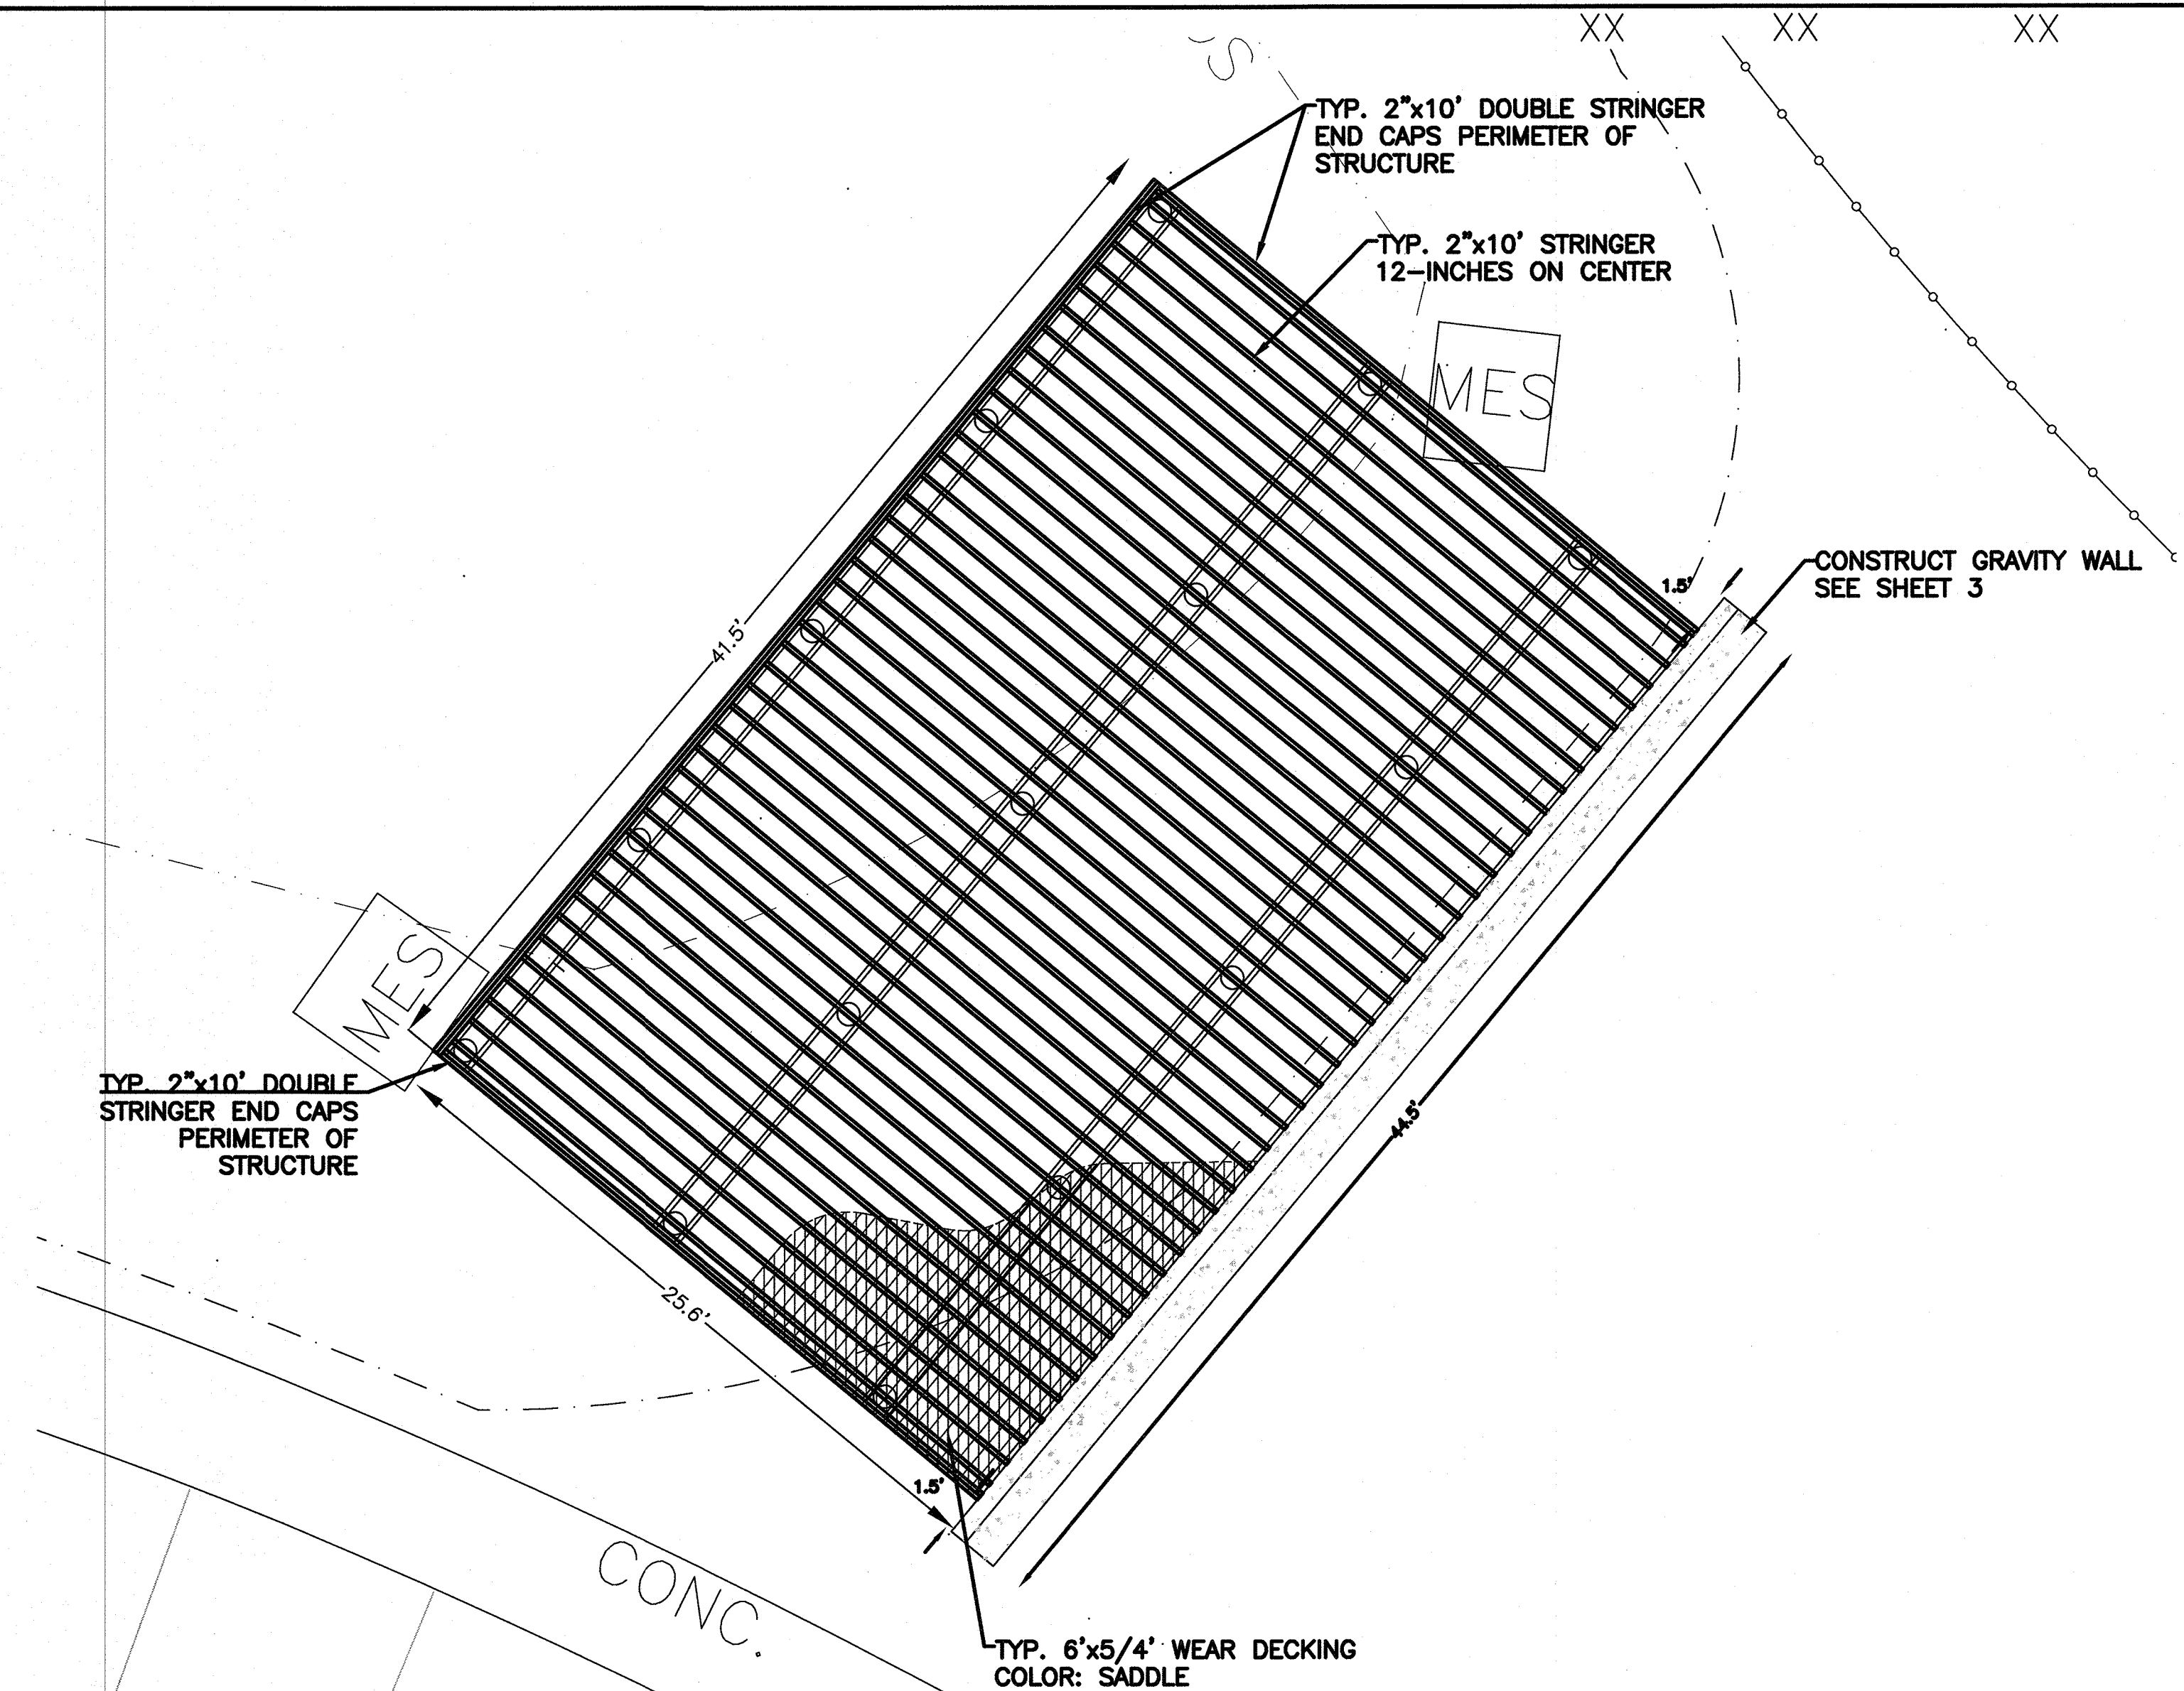 XX XX XX
S
TYP. 2"x10' DOUBLE STRINGER
END CAPS PERIMETER OF
STRUCTURE
TYP. 2"x10' STRINGER
12-INCHES ON CENTER
MES
CONSTRUCT GRAVITY WALL
SEE SHEET 3
1.5'
41.5'
MES
TYP. 2"x10' DOUBLE
STRINGER END CAPS
PERIMETER OF
STRUCTURE
44.5'
25.6'
1.5'
CONC.
TYP. 6'x5/4' WEAR DECKING
COLOR: SADDLE